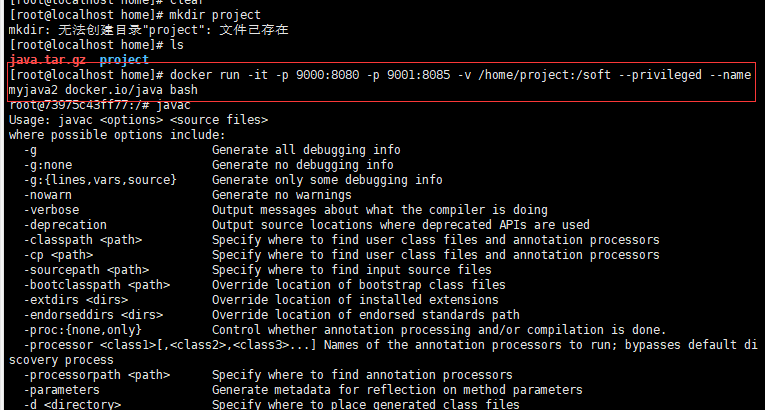 [root@localhost home]# clear
[root@localhost home]# mkdir project
mkdir: 无法创建目录"project": 文件已存在
[root@localhost home]# ls
java.tar.gz  project
[root@localhost home]# docker run -it -p 9000:8080 -p 9001:8085 -v /home/project:/soft --privileged --name
myjava2 docker.io/java bash
root@73975c43ff77:/# javac
Usage: javac <options> <source files>
where possible options include:
  -g                         Generate all debugging info
  -g:none                    Generate no debugging info
  -g:{lines,vars,source}     Generate only some debugging info
  -nowarn                    Generate no warnings
  -verbose                   Output messages about what the compiler is doing
  -deprecation               Output source locations where deprecated APIs are used
  -classpath <path>          Specify where to find user class files and annotation processors
  -cp <path>                 Specify where to find user class files and annotation processors
  -sourcepath <path>         Specify where to find input source files
  -bootclasspath <path>      Override location of bootstrap class files
  -extdirs <dirs>            Override location of installed extensions
  -endorseddirs <dirs>       Override location of endorsed standards path
  -proc:{none,only}          Control whether annotation processing and/or compilation is done.
  -processor <class1>[,<class2>,<class3>...] Names of the annotation processors to run; bypasses default di
scovery process
  -processorpath <path>      Specify where to find annotation processors
  -parameters                Generate metadata for reflection on method parameters
  -d <directory>             Specify where to place generated class files